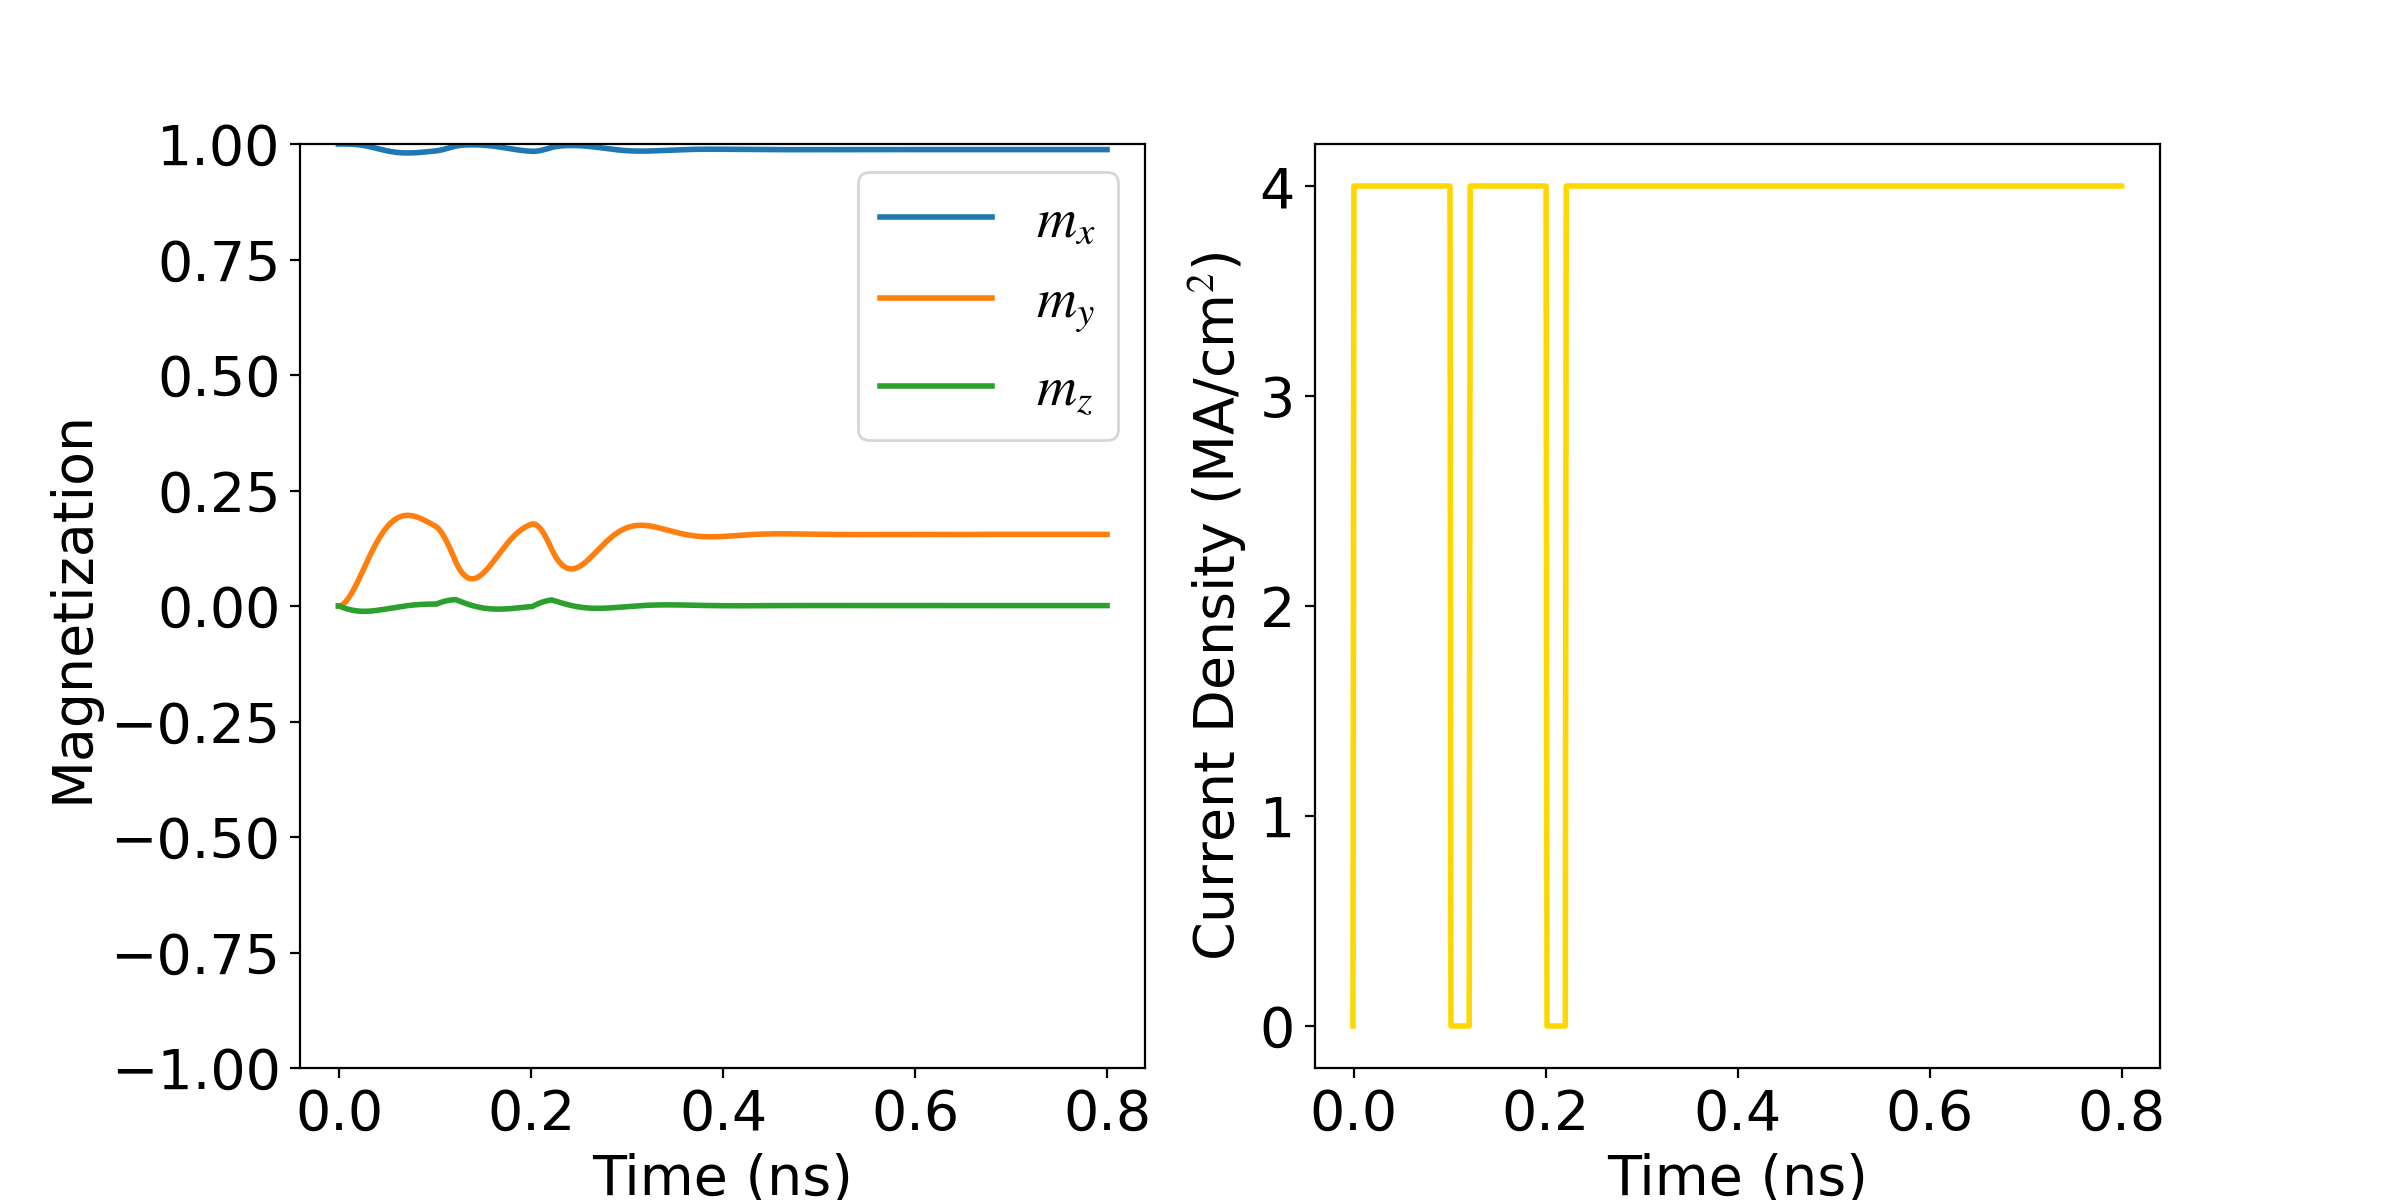 1.00
0.75
0.50
0.25
0.00
−0.25
−0.50
−0.75
−1.00
Magnetization
0.0 0.2 0.4 0.6 0.8
Time (ns)
m_x
m_y
m_z
4
3
2
1
0
Current Density (MA/cm²)
0.0 0.2 0.4 0.6 0.8
Time (ns)